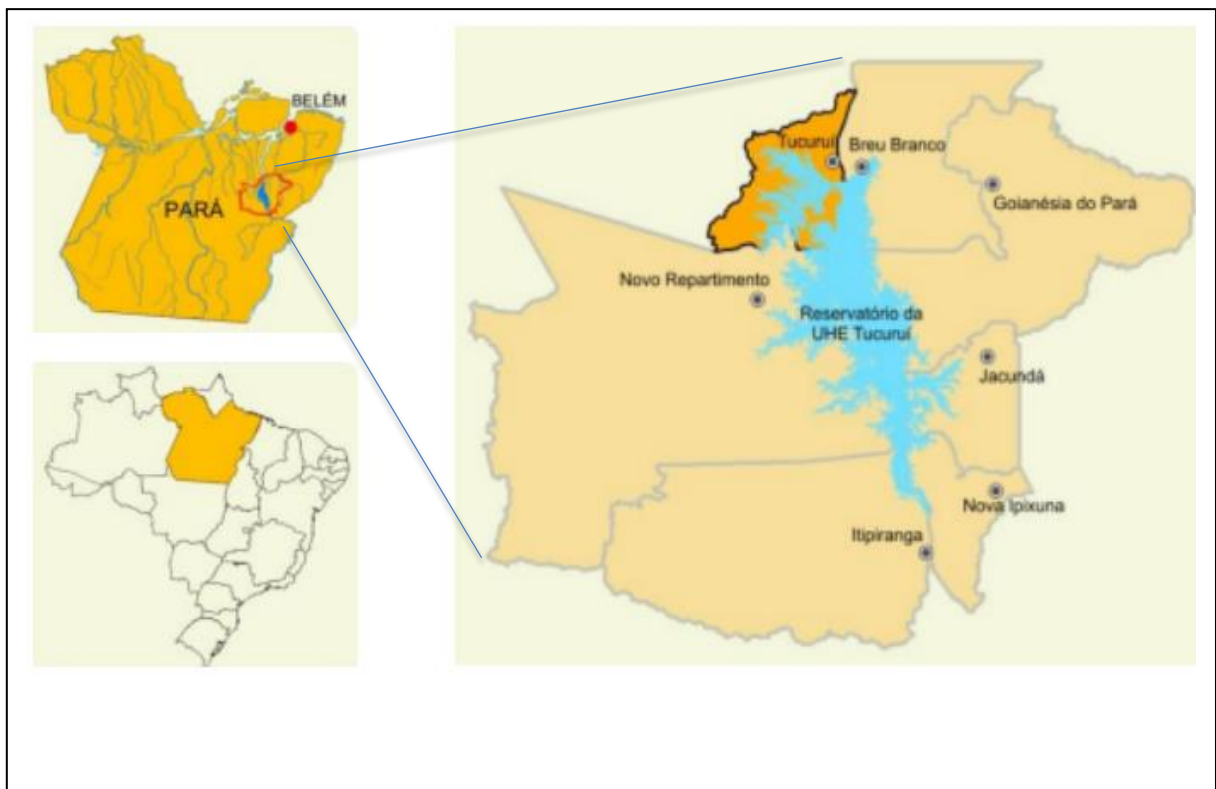 BELÉM
PARÁ
Tucuruí
Breu Branco
Goianésia do Pará
Novo Repartimento
Reservatório da
UHE Tucuruí
Jacundá
Nova Ipixuna
Itipiranga